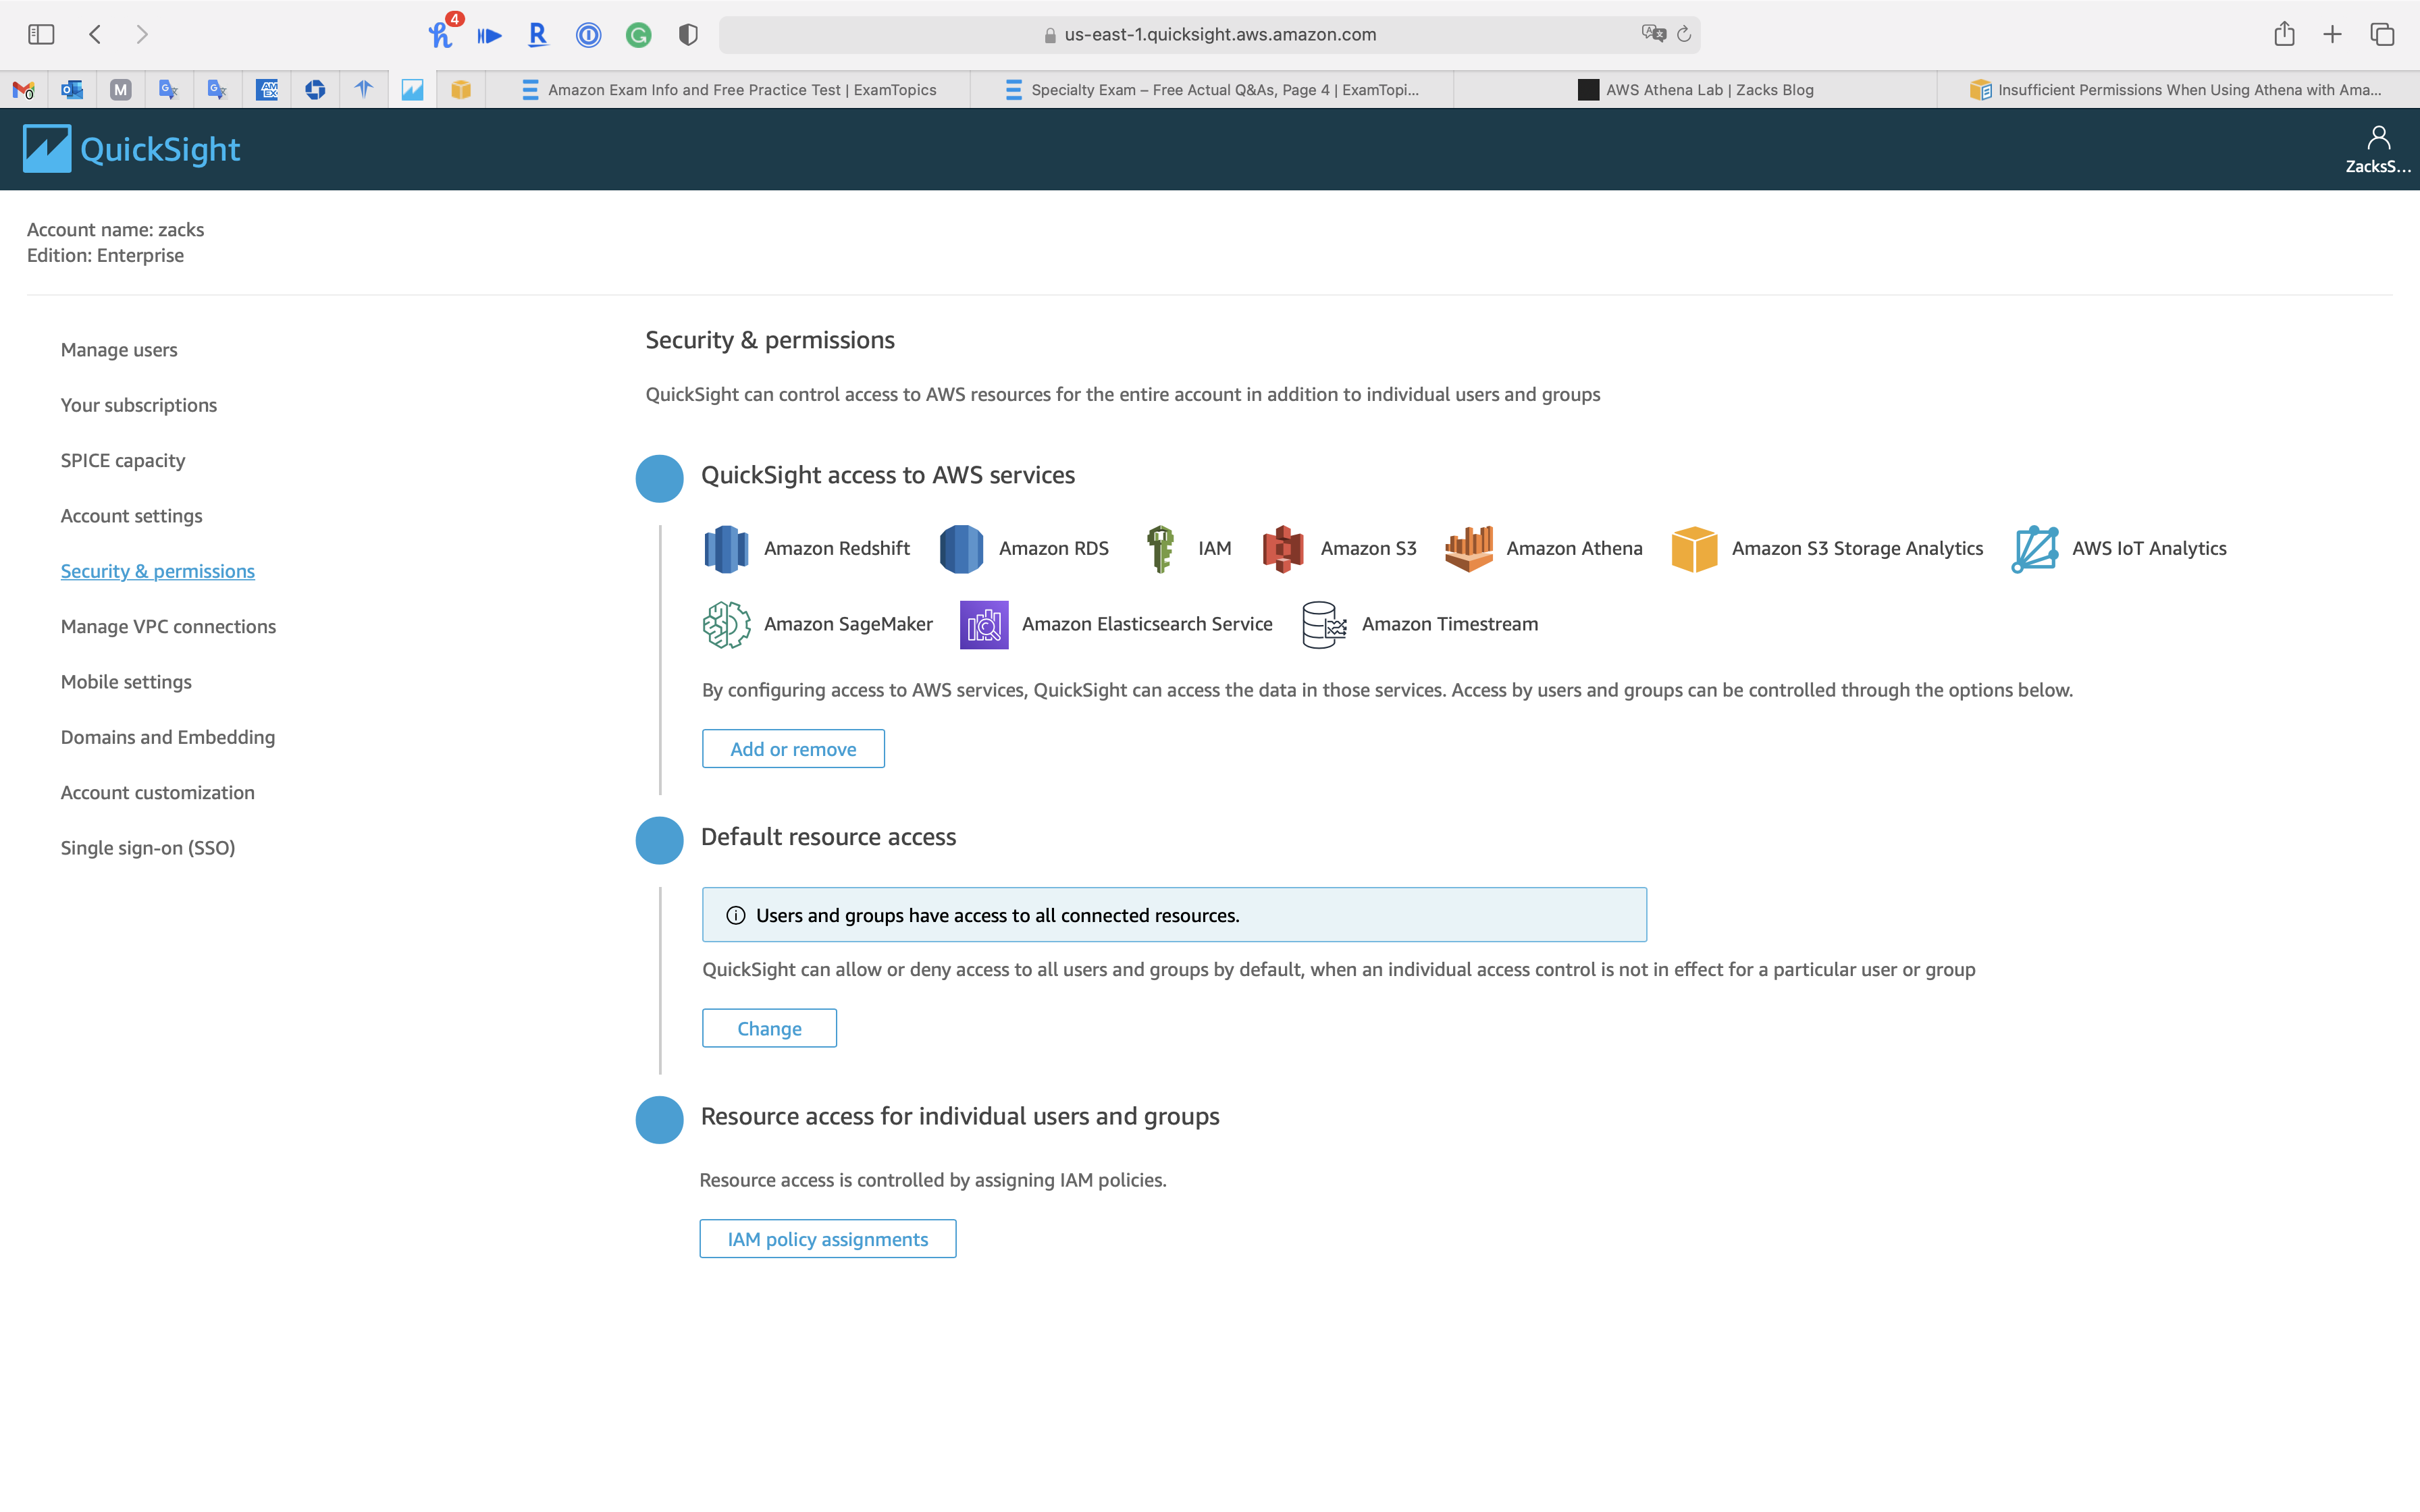 4
us-east-1.quicksight.aws.amazon.com
0
M
AM
EX
Amazon Exam Info and Free Practice Test | ExamTopics
Specialty Exam – Free Actual Q&As, Page 4 | ExamTopi...
AWS Athena Lab | Zacks Blog
Insufficient Permissions When Using Athena with Ama...
QuickSight
ZacksS...
Account name: zacks
Edition: Enterprise
Manage users
Your subscriptions
SPICE capacity
Account settings
Security & permissions
Manage VPC connections
Mobile settings
Domains and Embedding
Account customization
Single sign-on (SSO)
Security & permissions
QuickSight can control access to AWS resources for the entire account in addition to individual users and groups
QuickSight access to AWS services
Amazon Redshift Amazon RDS IAM Amazon S3 Amazon Athena Amazon S3 Storage Analytics AWS IoT Analytics
Amazon SageMaker Amazon Elasticsearch Service Amazon Timestream
By configuring access to AWS services, QuickSight can access the data in those services. Access by users and groups can be controlled through the options below.
Add or remove
Default resource access
Users and groups have access to all connected resources.
QuickSight can allow or deny access to all users and groups by default, when an individual access control is not in effect for a particular user or group
Change
Resource access for individual users and groups
Resource access is controlled by assigning IAM policies.
IAM policy assignments